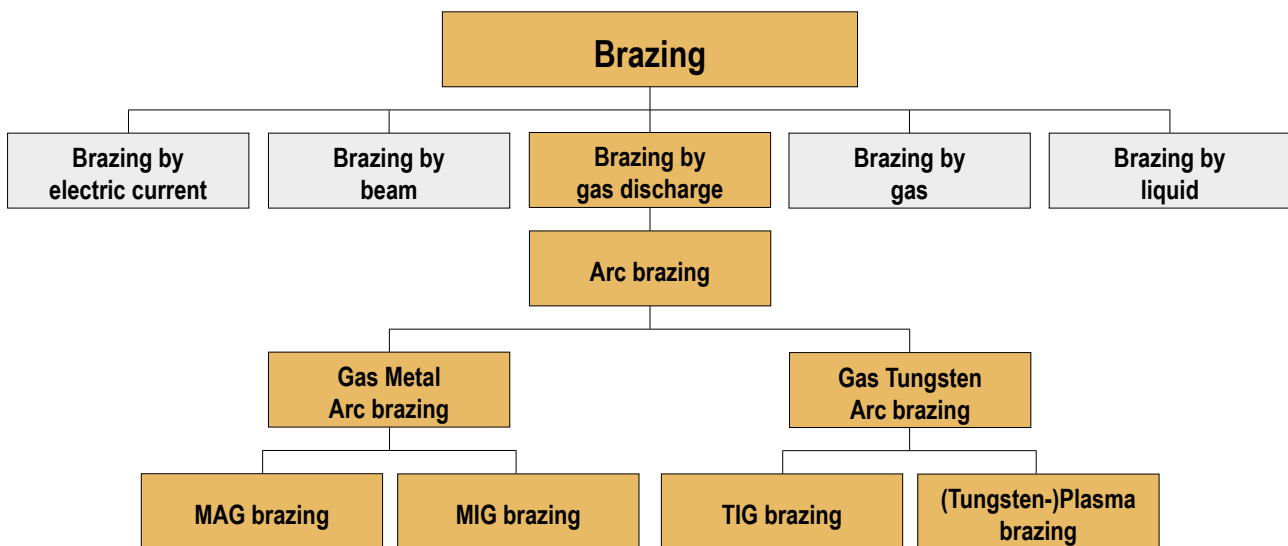 Brazing
Brazing by
electric current
Brazing by
beam
Brazing by
gas discharge
Brazing by
gas
Brazing by
liquid
Arc brazing
Gas Metal
Arc brazing
Gas Tungsten
Arc brazing
MAG brazing
MIG brazing
TIG brazing
(Tungsten-)Plasma
brazing